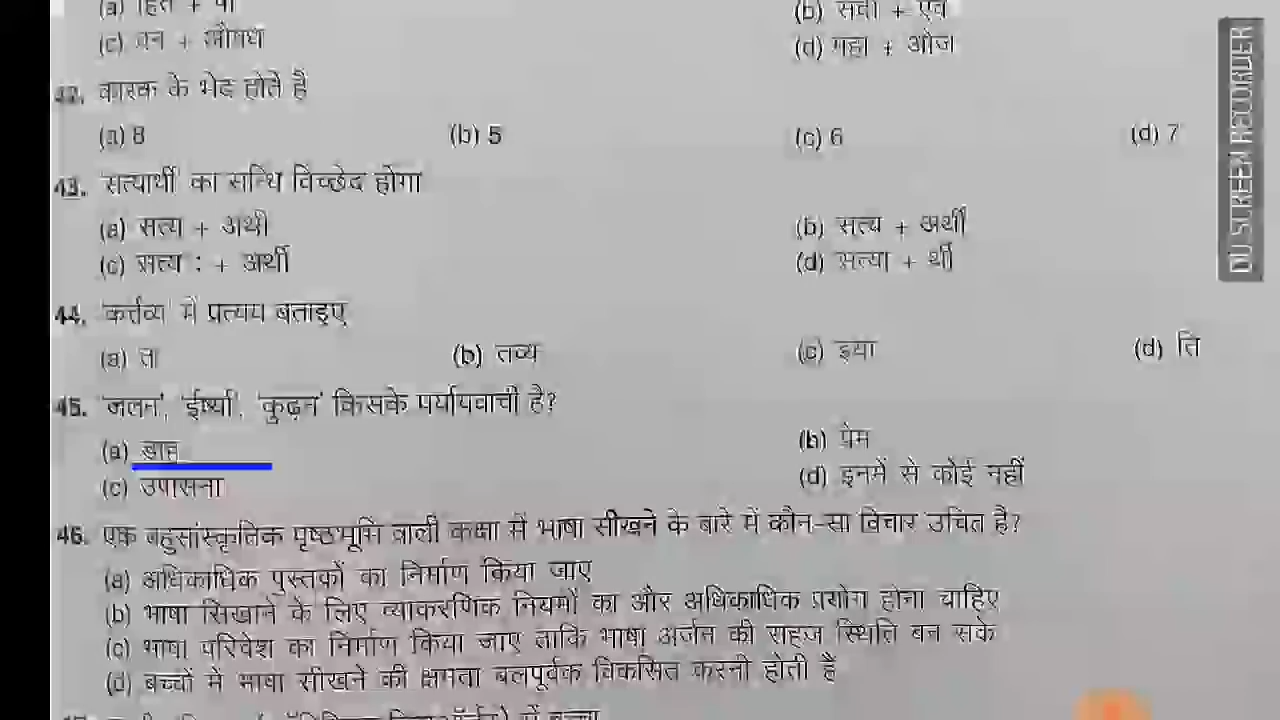 (a) हित + पी
(b) सदा + एव
(c) वन + औषध
(d) महा + ओज
42. कारक के भेद होते हैं
(a) 8 (b) 5 (c) 6 (d) 7
43. सत्यार्थी का सन्धि विच्छेद होगा
(a) सत्य + अर्थी (b) सत्य + अर्थी
(c) सत्य : + अर्थी (d) सत्या + र्थी
44. 'कर्त्तव्य' में प्रत्यय बताइए
(a) ता (b) तव्य (c) इया (d) ति
45. 'जलन', 'ईर्ष्या', 'कुढ़न' किसके पर्यायवाची है?
(a) डाह (b) प्रेम
(c) उपासना (d) इनमें से कोई नहीं
46. एक बहुसांस्कृतिक पृष्ठभूमि वाली कक्षा में भाषा सीखने के बारे में कौन-सा विचार उचित है?
(a) अधिकाधिक पुस्तकों का निर्माण किया जाए
(b) भाषा सिखाने के लिए व्याकरणिक नियमों का और अधिकाधिक प्रयोग होना चाहिए
(c) भाषा परिवेश का निर्माण किया जाए ताकि भाषा अर्जन की सहज स्थिति बन सके
(d) बच्चों में भाषा सीखने की क्षमता बलपूर्वक विकसित करनी होती है
DU SCREEN RECORDER